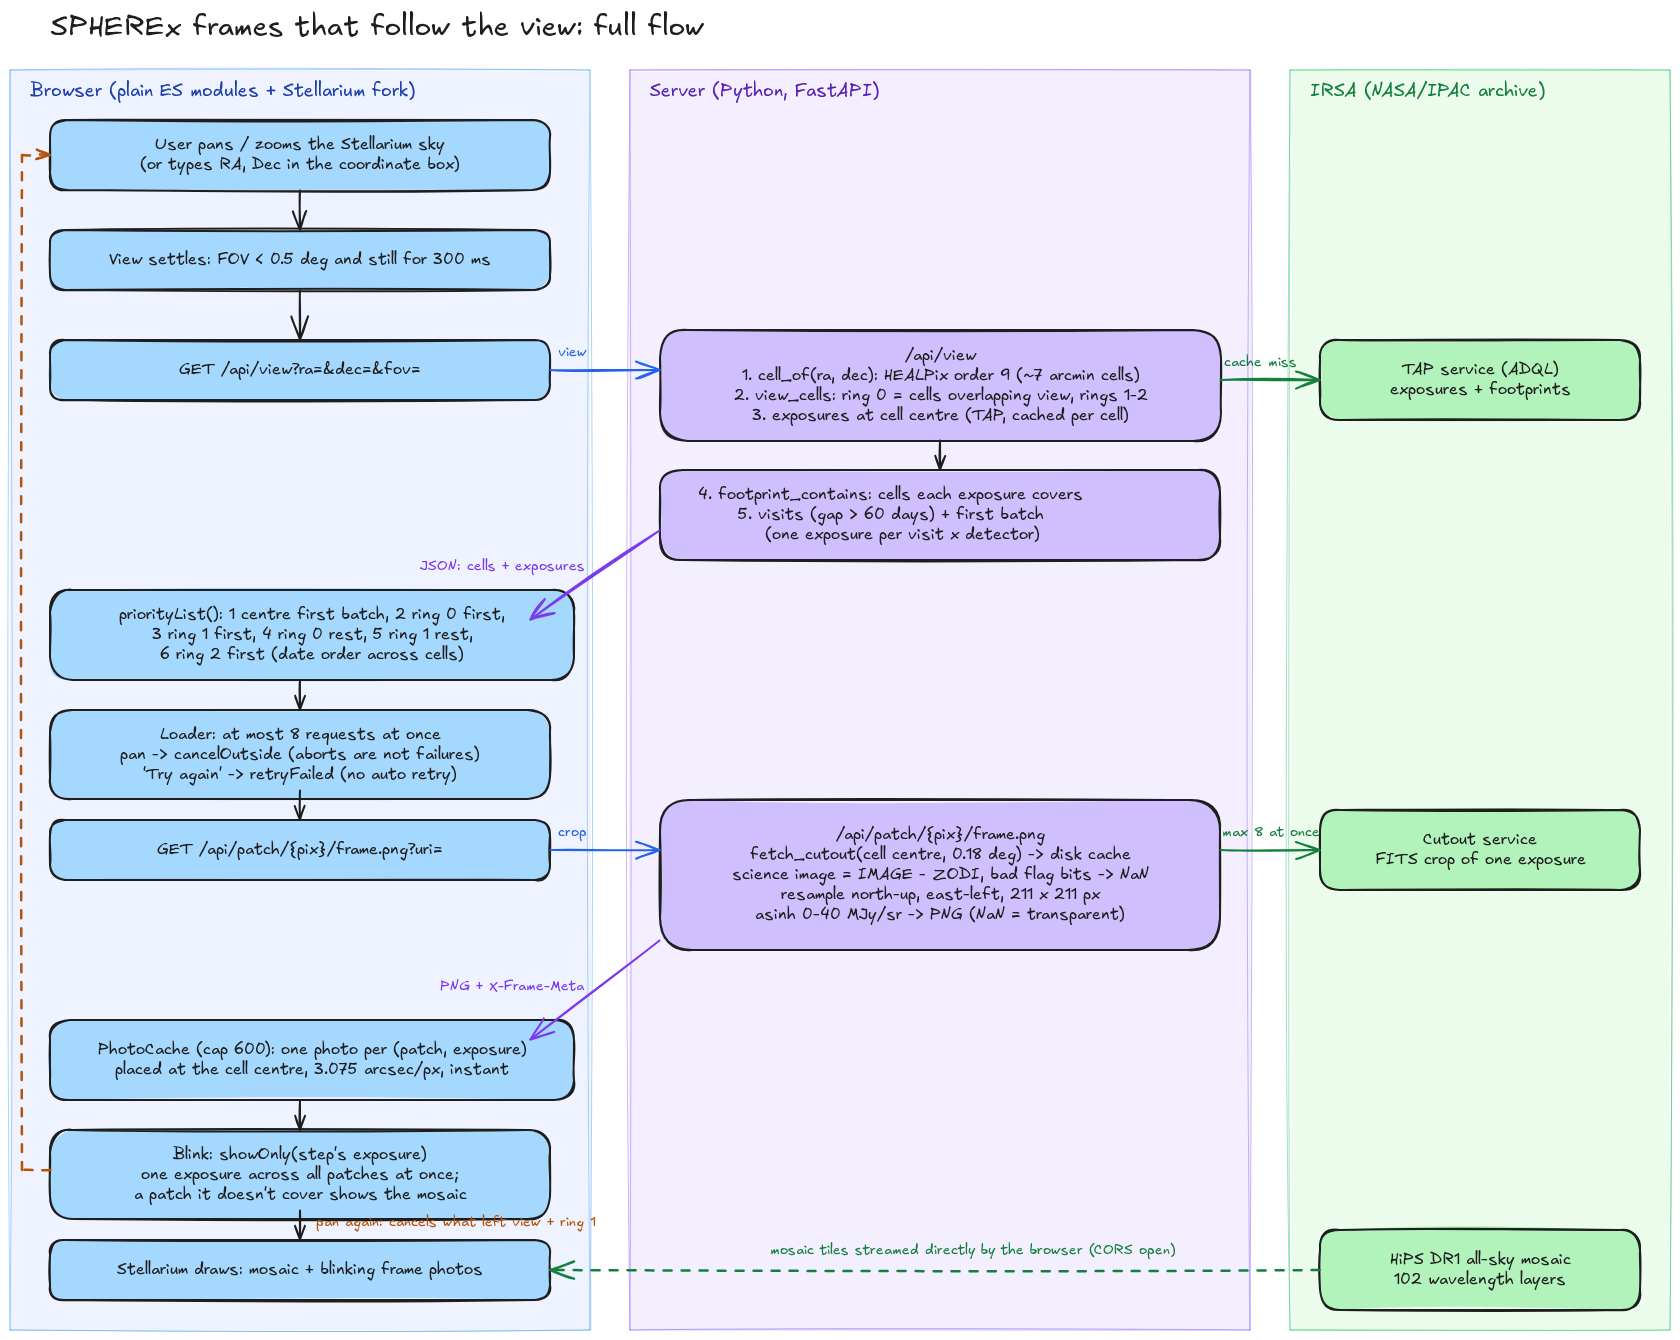 SPHEREx frames that follow the view: full flow
Browser (plain ES modules + Stellarium fork)
User pans / zooms the Stellarium sky
(or types RA, Dec in the coordinate box)
View settles: FOV < 0.5 deg and still for 300 ms
GET /api/view?ra=&dec=&fov=
view
Server (Python, FastAPI)
/api/view
1. cell_of(ra, dec): HEALPix order 9 (~7 arcmin cells)
2. view_cells: ring 0 = cells overlapping view, rings 1-2
3. exposures at cell centre (TAP, cached per cell)
cache miss
IRSA (NASA/IPAC archive)
TAP service (ADQL)
exposures + footprints
4. footprint_contains: cells each exposure covers
5. visits (gap > 60 days) + first batch
(one exposure per visit x detector)
JSON: cells + exposures
priorityList(): 1 centre first batch, 2 ring 0 first,
3 ring 1 first, 4 ring 0 rest, 5 ring 1 rest,
6 ring 2 first (date order across cells)
Loader: at most 8 requests at once
pan -> cancelOutside (aborts are not failures)
'Try again' -> retryFailed (no auto retry)
GET /api/patch/{pix}/frame.png?uri=
crop
/api/patch/{pix}/frame.png
fetch_cutout(cell centre, 0.18 deg) -> disk cache
science image = IMAGE - ZODI, bad flag bits -> NaN
resample north-up, east-left, 211 x 211 px
asinh 0-40 MJy/sr -> PNG (NaN = transparent)
max 8 at once
Cutout service
FITS crop of one exposure
PNG + X-Frame-Meta
PhotoCache (cap 600): one photo per (patch, exposure)
placed at the cell centre, 3.075 arcsec/px, instant
Blink: showOnly(step's exposure)
one exposure across all patches at once;
a patch it doesn't cover shows the mosaic
pan again: cancels what left view + ring 1
Stellarium draws: mosaic + blinking frame photos
mosaic tiles streamed directly by the browser (CORS open)
HiPS DR1 all-sky mosaic
102 wavelength layers